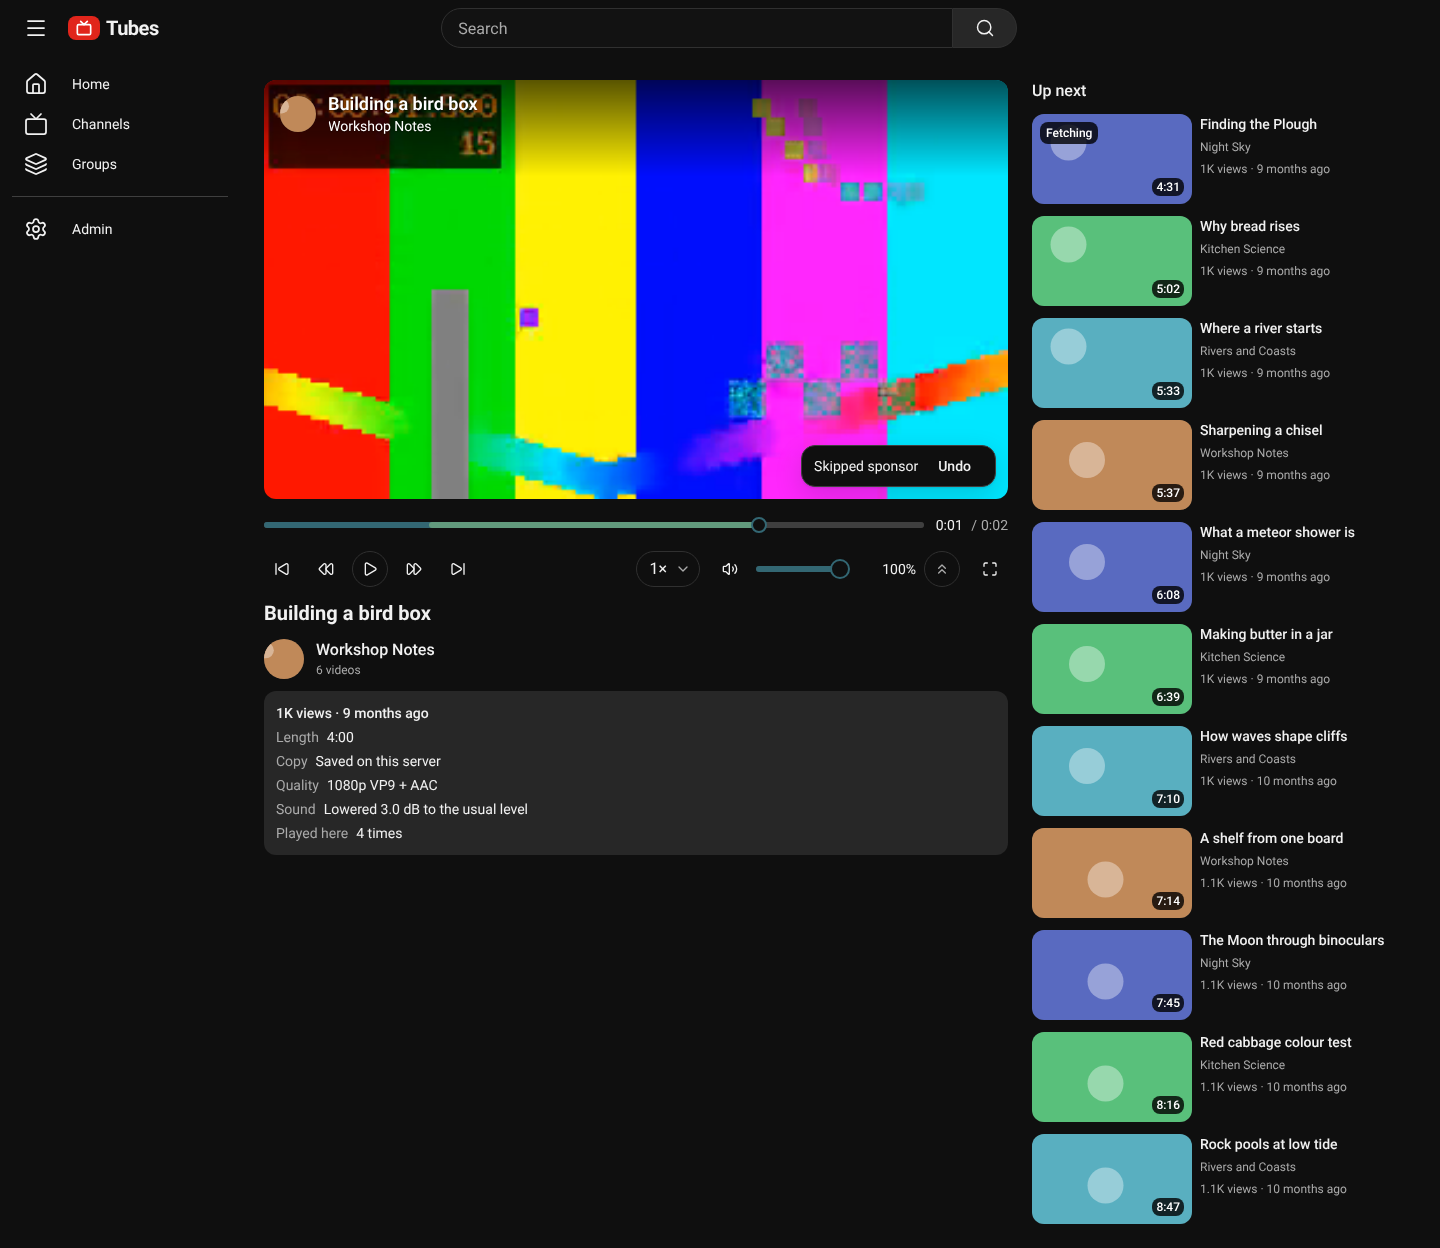 Tubes
Search
Home
Channels
Groups
Admin
Building a bird box
Workshop Notes
45
Skipped sponsor Undo
0:01 / 0:02
1×
100%
Building a bird box
Workshop Notes
6 videos
1K views · 9 months ago
Length 4:00
Copy Saved on this server
Quality 1080p VP9 + AAC
Sound Lowered 3.0 dB to the usual level
Played here 4 times
Up next
Fetching
4:31
Finding the Plough
Night Sky
1K views · 9 months ago
5:02
Why bread rises
Kitchen Science
1K views · 9 months ago
5:33
Where a river starts
Rivers and Coasts
1K views · 9 months ago
5:37
Sharpening a chisel
Workshop Notes
1K views · 9 months ago
6:08
What a meteor shower is
Night Sky
1K views · 9 months ago
6:39
Making butter in a jar
Kitchen Science
1K views · 9 months ago
7:10
How waves shape cliffs
Rivers and Coasts
1K views · 10 months ago
7:14
A shelf from one board
Workshop Notes
1.1K views · 10 months ago
7:45
The Moon through binoculars
Night Sky
1.1K views · 10 months ago
8:16
Red cabbage colour test
Kitchen Science
1.1K views · 10 months ago
8:47
Rock pools at low tide
Rivers and Coasts
1.1K views · 10 months ago